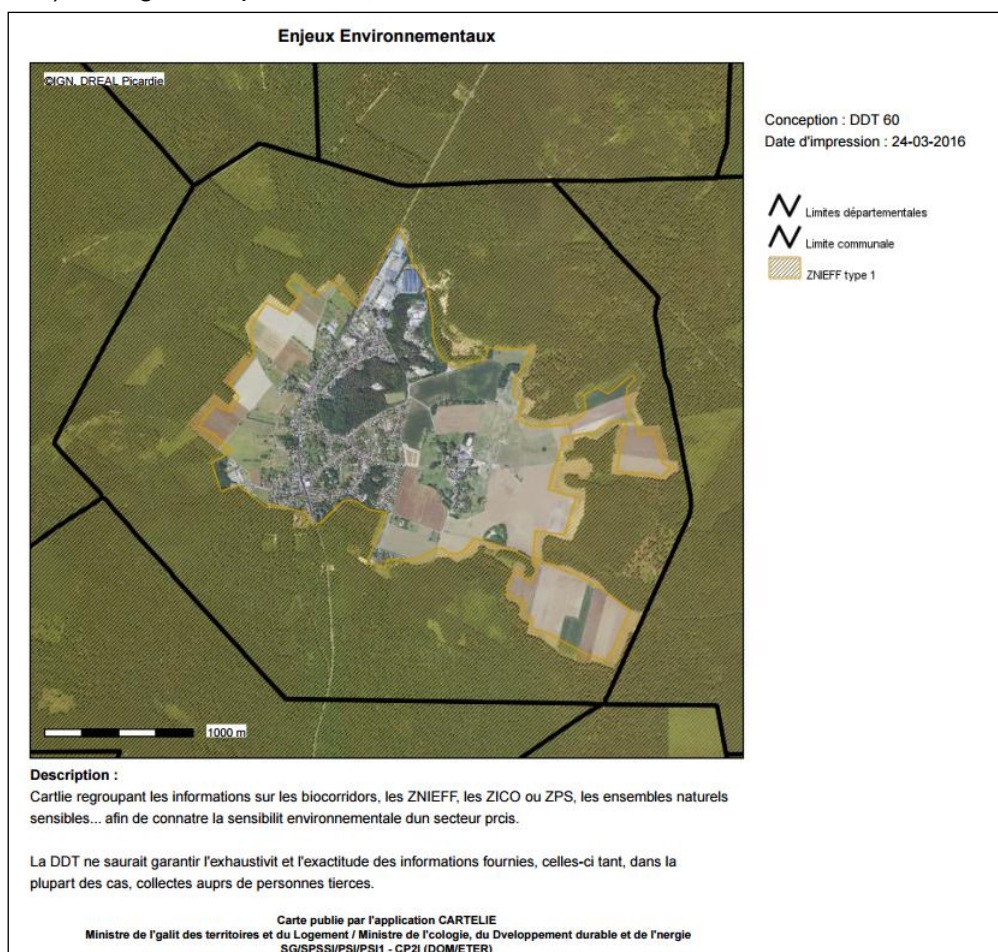 Enjeux Environnementaux
©IGN, DREAL Picardie
Conception : DDT 60
Date d'impression : 24-03-2016
Limites départementales
Limite communale
ZNIEFF type 1
1000 m
Description :
Cartlie regroupant les informations sur les biocorridors, les ZNIEFF, les ZICO ou ZPS, les ensembles naturels
sensibles... afin de connatre la sensibilit environnementale dun secteur prcis.
La DDT ne saurait garantir l'exhaustivit et l'exactitude des informations fournies, celles-ci tant, dans la
plupart des cas, collectes auprs de personnes tierces.
Carte publie par l'application CARTELIE
Ministre de l'galit des territoires et du Logement / Ministre de l'cologie, du Dveloppement durable et de l'nergie
SG/SPSSI/PSI/PSI1 - CP2I (DOM/ETER)